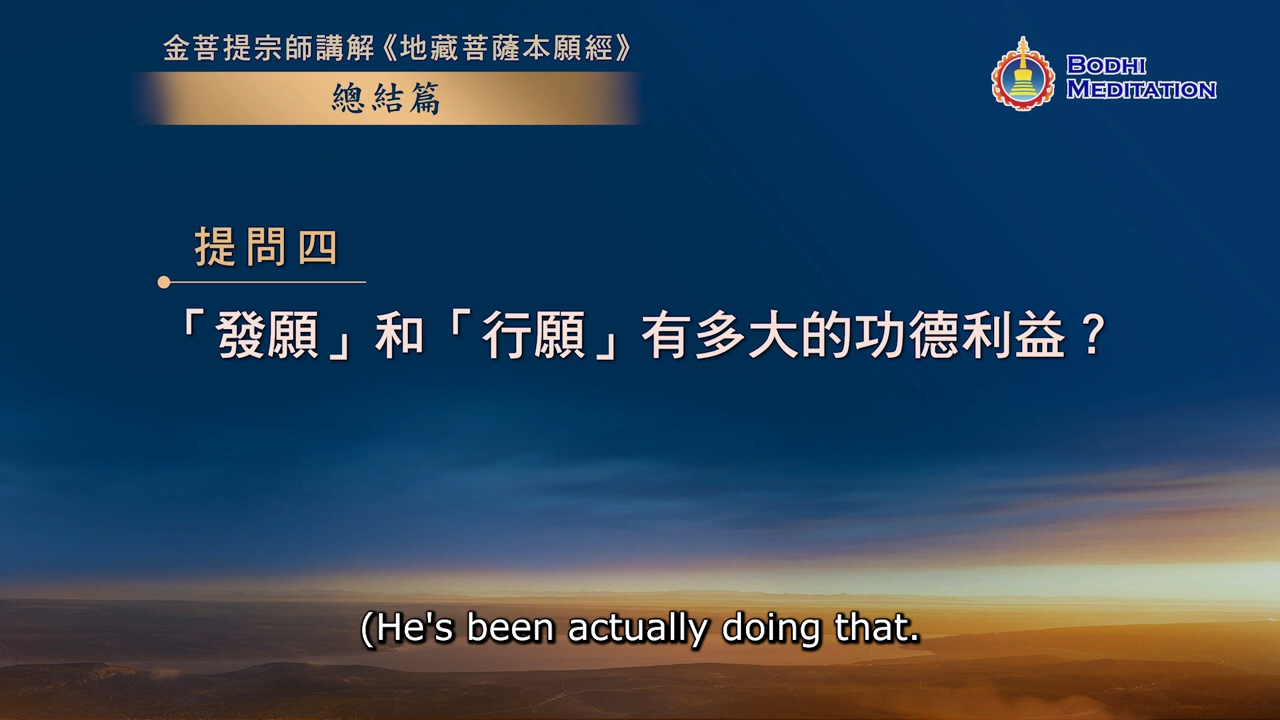 金菩提宗師講解《地藏菩薩本願經》
總結篇
BODHI
MEDITATION
提問四
「發願」和「行願」有多大的功德利益？
(He's been actually doing that.